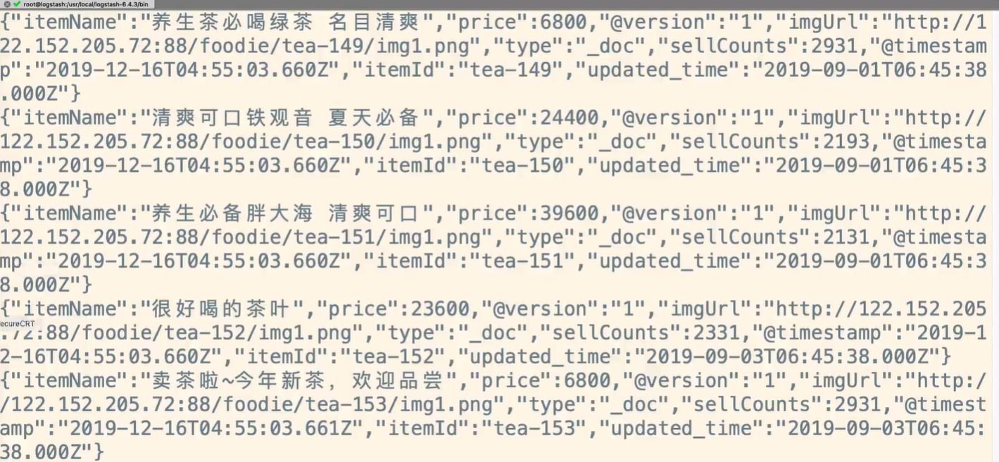 root@logstash:/usr/local/logstash-6.4.3/bin
{"itemName":"养生茶必喝绿茶 名目清爽","price":6800,"@version":"1","imgUrl":"http://1
22.152.205.72:88/foodie/tea-149/img1.png","type":"_doc","sellCounts":2931,"@timestam
p":"2019-12-16T04:55:03.660Z","itemId":"tea-149","updated_time":"2019-09-01T06:45:38
.000Z"}
{"itemName":"清爽可口铁观音 夏天必备","price":24400,"@version":"1","imgUrl":"http://
122.152.205.72:88/foodie/tea-150/img1.png","type":"_doc","sellCounts":2193,"@timesta
mp":"2019-12-16T04:55:03.660Z","itemId":"tea-150","updated_time":"2019-09-01T06:45:3
8.000Z"}
{"itemName":"养生必备胖大海 清爽可口","price":39600,"@version":"1","imgUrl":"http://
122.152.205.72:88/foodie/tea-151/img1.png","type":"_doc","sellCounts":2131,"@timesta
mp":"2019-12-16T04:55:03.660Z","itemId":"tea-151","updated_time":"2019-09-01T06:45:3
8.000Z"}
{"itemName":"很好喝的茶叶","price":23600,"@version":"1","imgUrl":"http://122.152.205
ecureCRT
.72:88/foodie/tea-152/img1.png","type":"_doc","sellCounts":2331,"@timestamp":"2019-1
2-16T04:55:03.660Z","itemId":"tea-152","updated_time":"2019-09-03T06:45:38.000Z"}
{"itemName":"卖茶啦~今年新茶，欢迎品尝","price":6800,"@version":"1","imgUrl":"http:/
/122.152.205.72:88/foodie/tea-153/img1.png","type":"_doc","sellCounts":2931,"@timest
amp":"2019-12-16T04:55:03.661Z","itemId":"tea-153","updated_time":"2019-09-03T06:45:
38.000Z"}